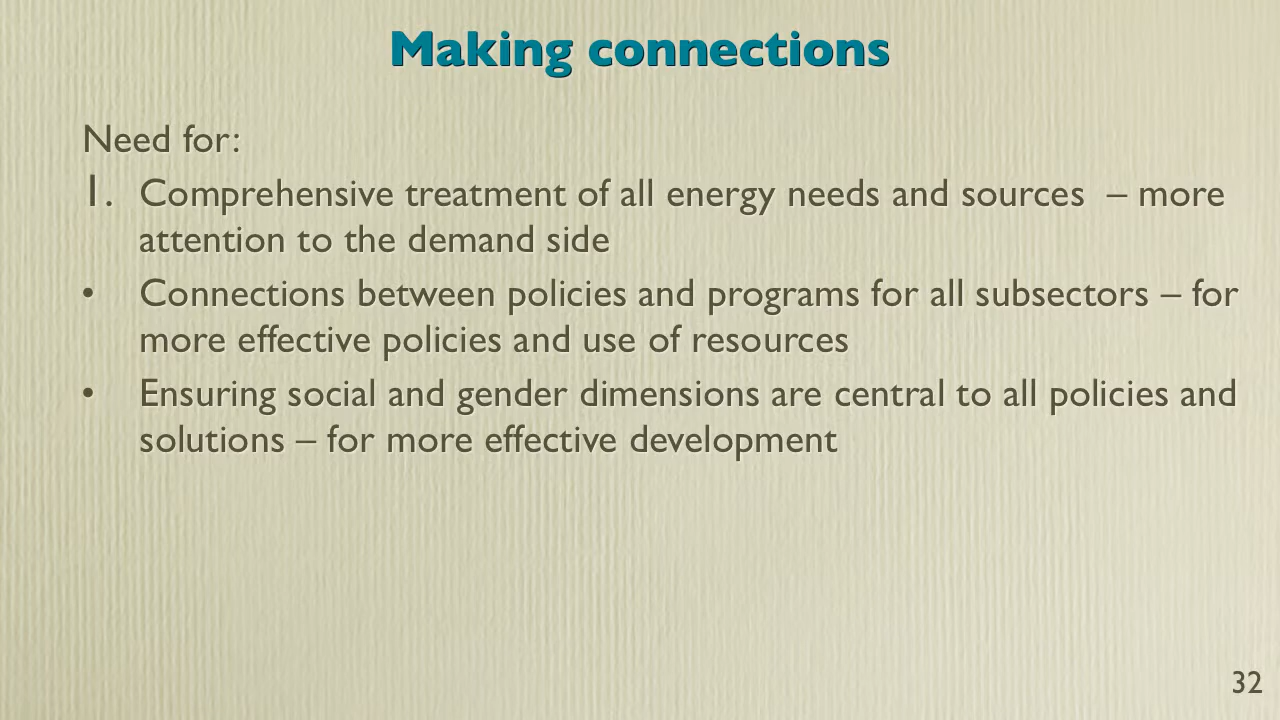 Making connections
Need for:
1. Comprehensive treatment of all energy needs and sources – more
attention to the demand side
• Connections between policies and programs for all subsectors – for
more effective policies and use of resources
• Ensuring social and gender dimensions are central to all policies and
solutions – for more effective development
32